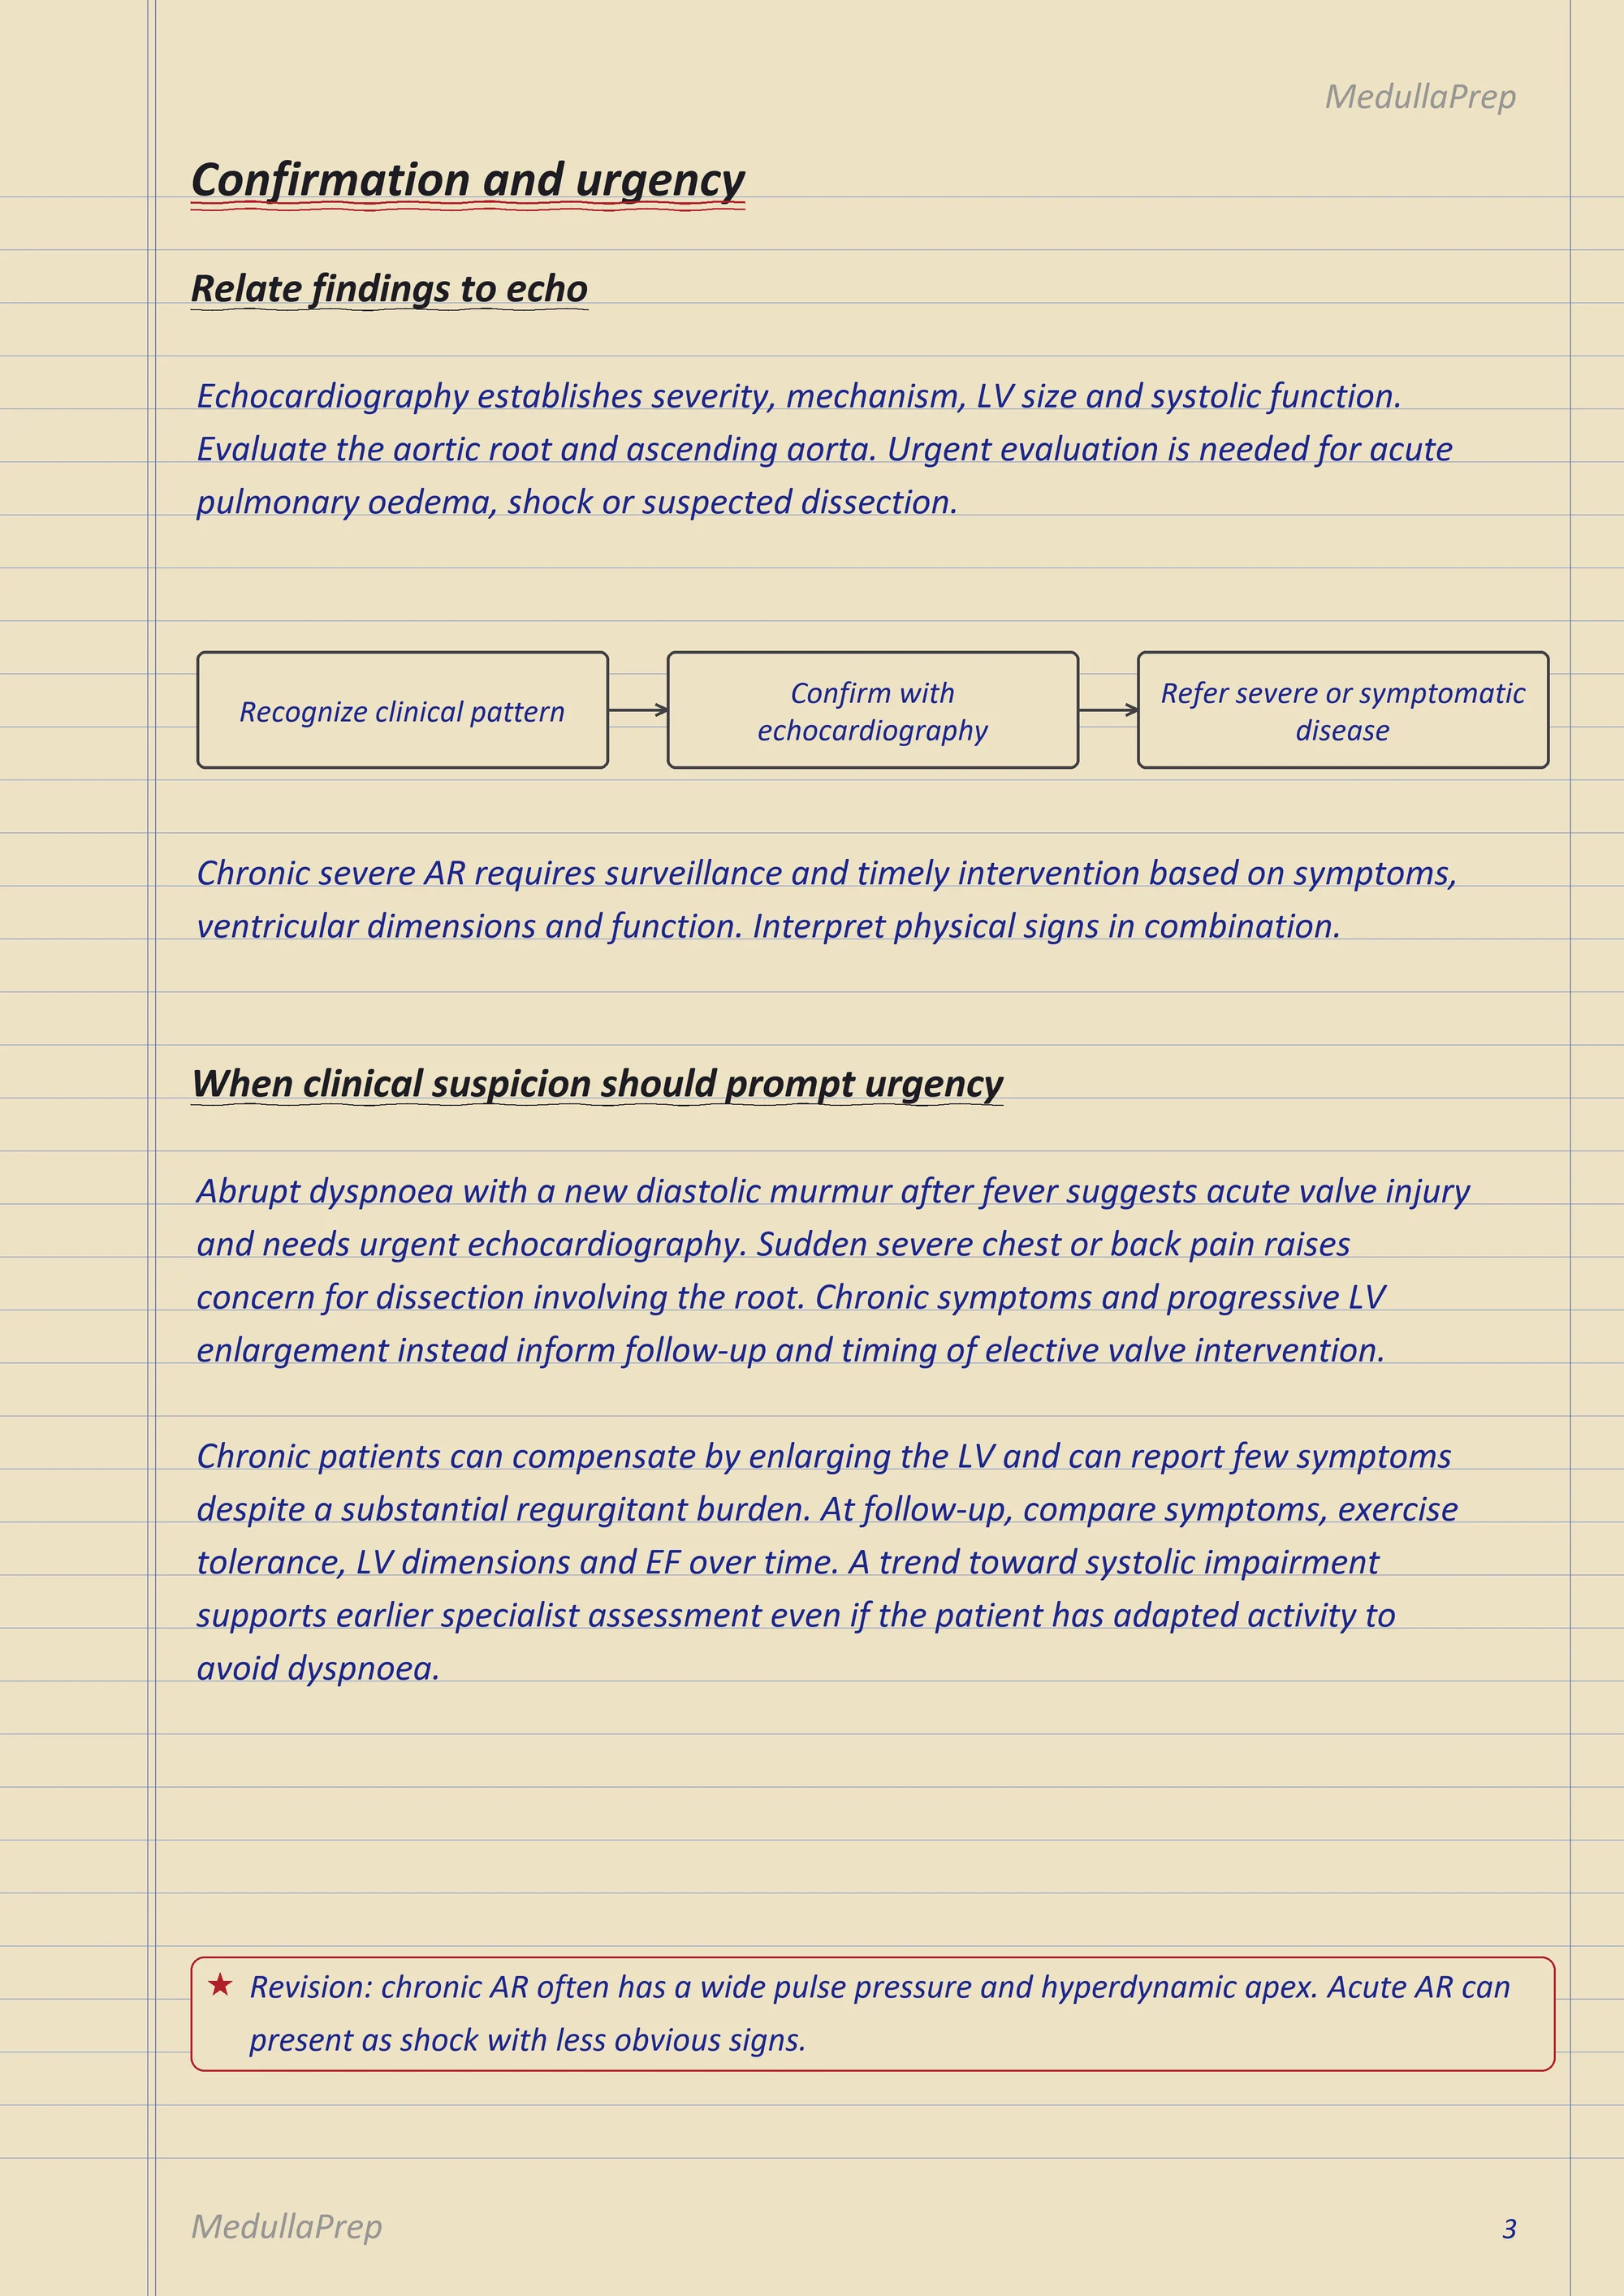 MedullaPrep
Confirmation and urgency
Relate findings to echo
Echocardiography establishes severity, mechanism, LV size and systolic function.
Evaluate the aortic root and ascending aorta. Urgent evaluation is needed for acute
pulmonary oedema, shock or suspected dissection.
Recognize clinical pattern
Confirm with
echocardiography
Refer severe or symptomatic
disease
Chronic severe AR requires surveillance and timely intervention based on symptoms,
ventricular dimensions and function. Interpret physical signs in combination.
When clinical suspicion should prompt urgency
Abrupt dyspnoea with a new diastolic murmur after fever suggests acute valve injury
and needs urgent echocardiography. Sudden severe chest or back pain raises
concern for dissection involving the root. Chronic symptoms and progressive LV
enlargement instead inform follow-up and timing of elective valve intervention.
Chronic patients can compensate by enlarging the LV and can report few symptoms
despite a substantial regurgitant burden. At follow-up, compare symptoms, exercise
tolerance, LV dimensions and EF over time. A trend toward systolic impairment
supports earlier specialist assessment even if the patient has adapted activity to
avoid dyspnoea.
★ Revision: chronic AR often has a wide pulse pressure and hyperdynamic apex. Acute AR can
present as shock with less obvious signs.
MedullaPrep
3